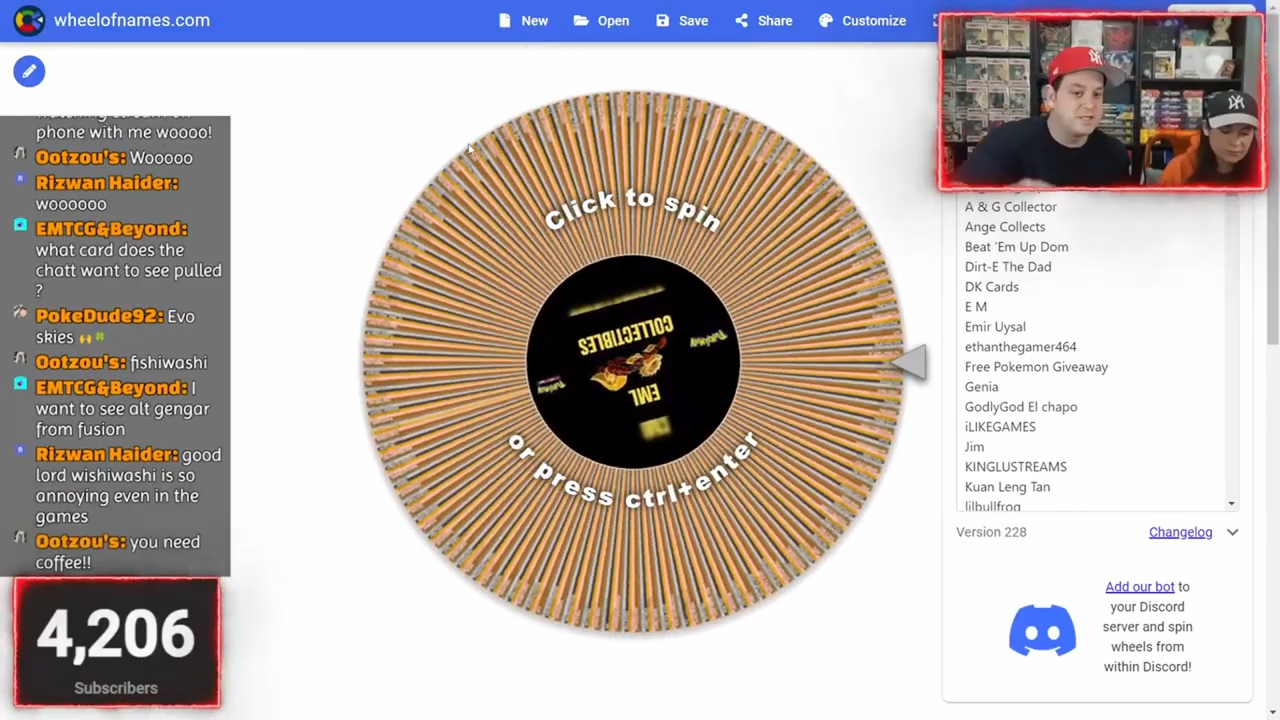 wheelofnames.com
New
Open
Save
Share
Customize
phone with me woooo!
Ootzou's: Wooooo
Rizwan Haider:
woooooo
EMTCG&Beyond:
what card does the
chatt want to see pulled
?
PokeDude92: Evo
skies 🙌🍀
Ootzou's: fishiwashi
EMTCG&Beyond: I
want to see alt gengar
from fusion
Rizwan Haider: good
lord wishiwashi is so
annoying even in the
games
Ootzou's: you need
coffee!!
4,206
Subscribers
Click to spin
COLLECTIBLES
EML
or press ctrl+enter
A & G Collector
Ange Collects
Beat 'Em Up Dom
Dirt-E The Dad
DK Cards
E M
Emir Uysal
ethanthegamer464
Free Pokemon Giveaway
Genia
GodlyGod El chapo
iLIKEGAMES
Jim
KINGLUSTREAMS
Kuan Leng Tan
lilbullfrog
Version 228
Changelog
Add our bot to
your Discord
server and spin
wheels from
within Discord!